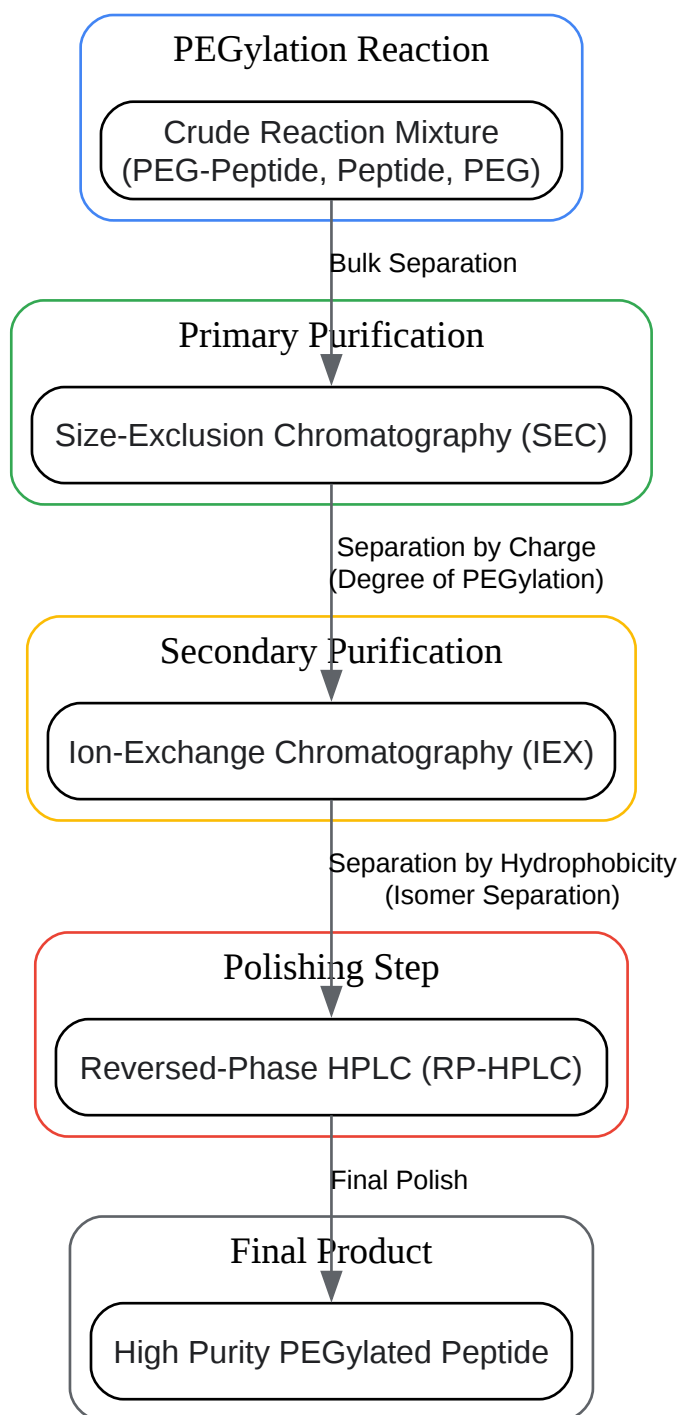 PEGylation Reaction
Crude Reaction Mixture
(PEG-Peptide, Peptide, PEG)
Bulk Separation
Primary Purification
Size-Exclusion Chromatography (SEC)
Separation by Charge
(Degree of PEGylation)
Secondary Purification
Ion-Exchange Chromatography (IEX)
Separation by Hydrophobicity
(Isomer Separation)
Polishing Step
Reversed-Phase HPLC (RP-HPLC)
Final Polish
Final Product
High Purity PEGylated Peptide